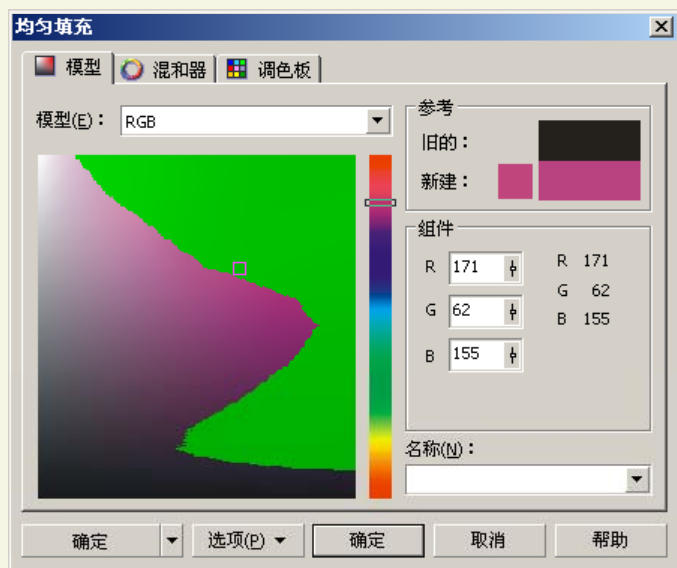 均匀填充
模型 混和器 调色板
模型(E)： RGB
参考
旧的：
新建：
组件
R 171 R 171
G 62 G 62
B 155 B 155
名称(N)：
确定 选项(P) 确定 取消 帮助